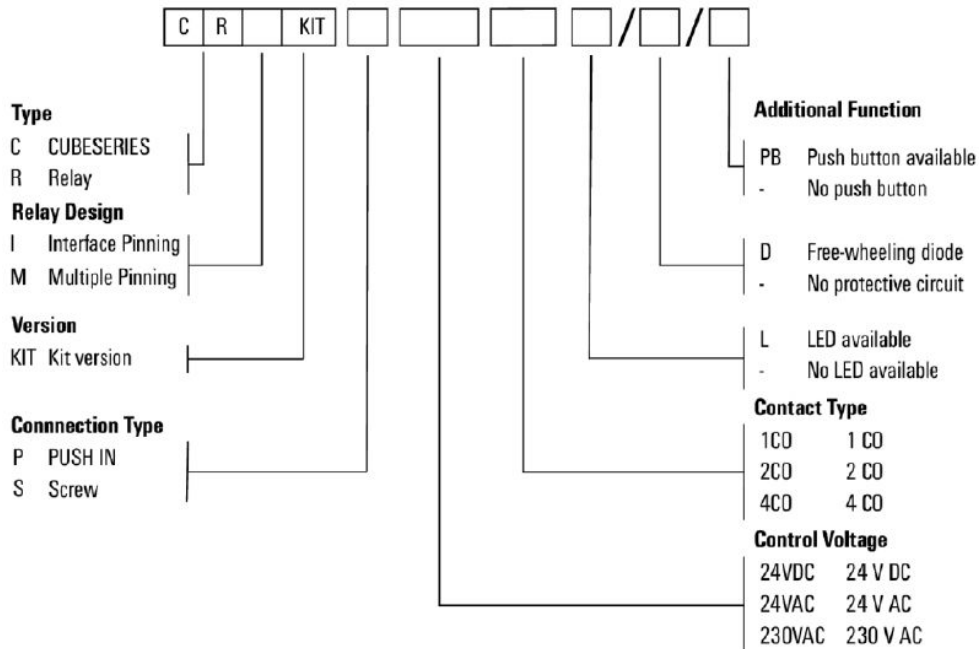 C R KIT / /
Type
C CUBESERIES
R Relay
Relay Design
I Interface Pinning
M Multiple Pinning
Version
KIT Kit version
Connnection Type
P PUSH IN
S Screw
Additional Function
PB Push button available
- No push button
D Free-wheeling diode
- No protective circuit
L LED available
- No LED available
Contact Type
1CO 1 CO
2CO 2 CO
4CO 4 CO
Control Voltage
24VDC 24 V DC
24VAC 24 V AC
230VAC 230 V AC